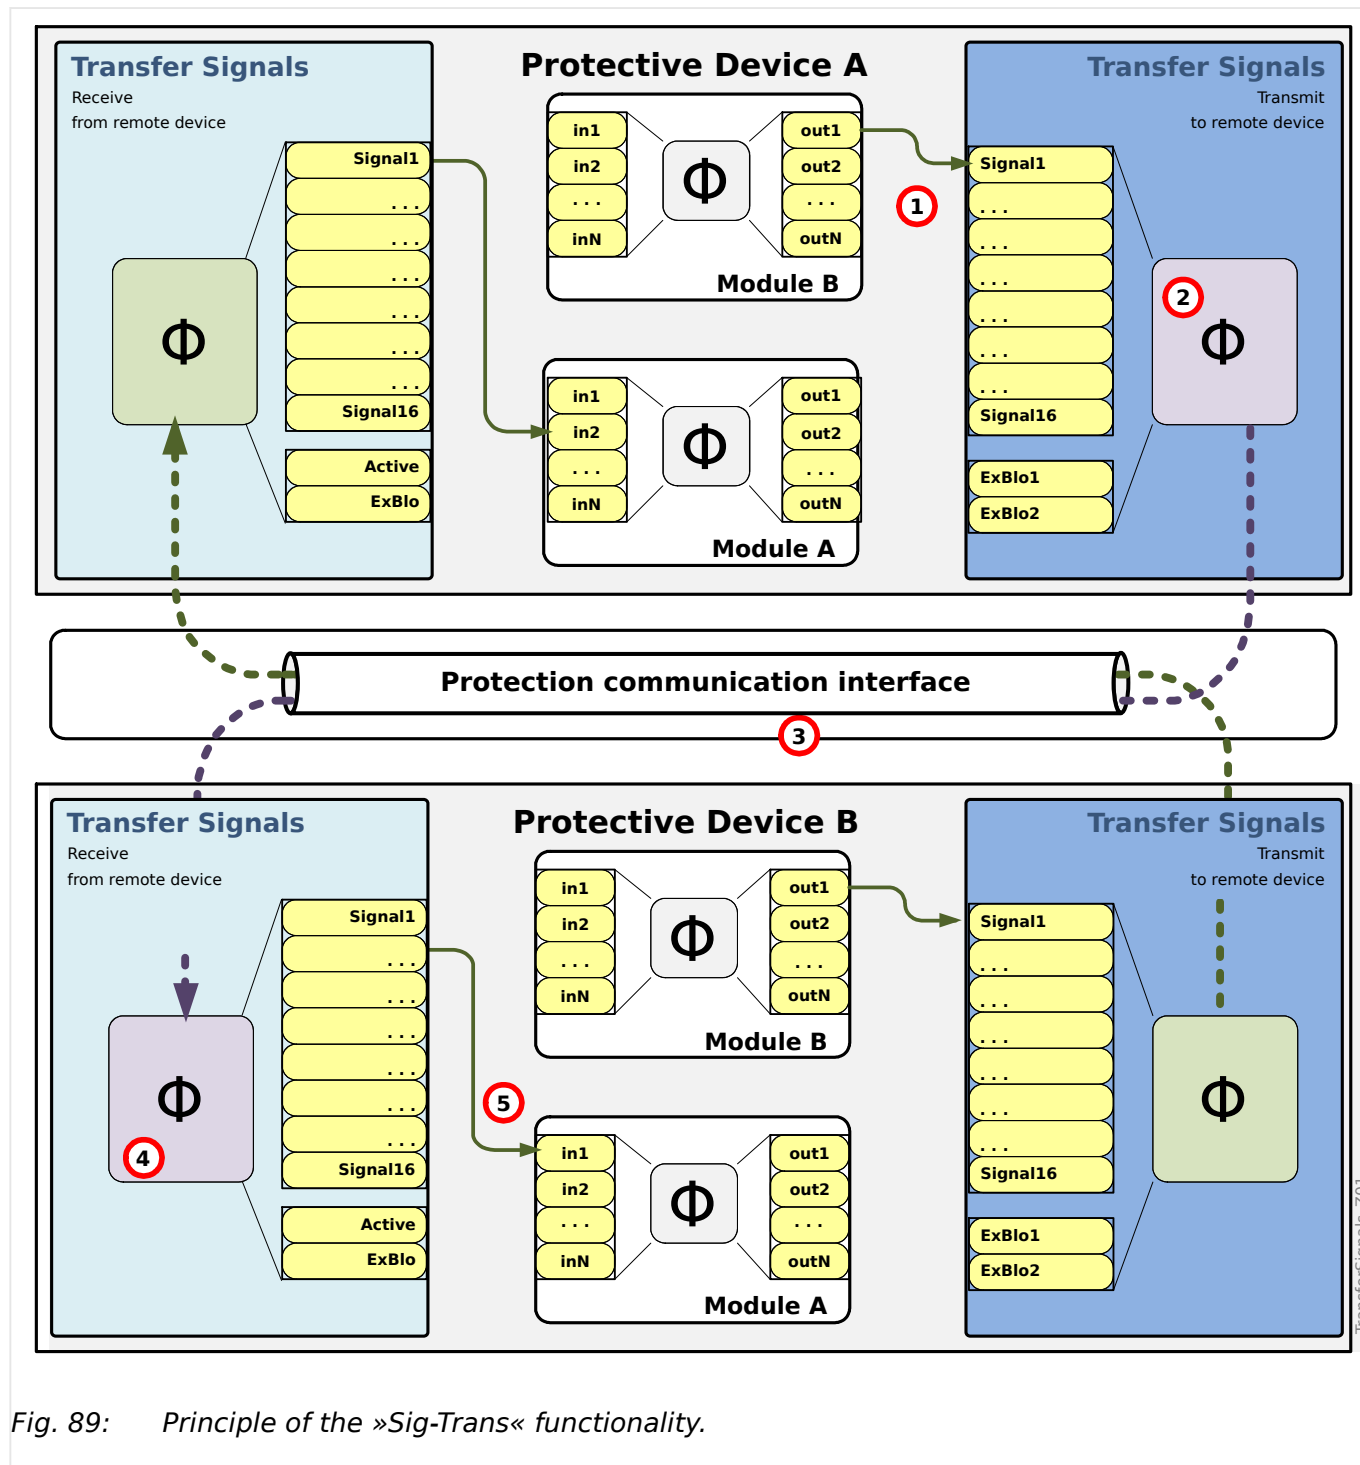 Transfer Signals
Receive
from remote device
Signal1
...
...
...
...
...
...
Signal16
Active
ExBlo
Φ
Protective Device A
in1
in2
...
inN
Φ
out1
out2
...
outN
Module B
in1
in2
...
inN
Φ
out1
out2
...
outN
Module A
1
Transfer Signals
Transmit
to remote device
Signal1
...
...
...
...
...
...
Signal16
ExBlo1
ExBlo2
2
Φ
Protection communication interface
3
Transfer Signals
Receive
from remote device
Signal1
...
...
...
...
...
...
Signal16
Active
ExBlo
Φ
4
Protective Device B
in1
in2
...
inN
Φ
out1
out2
...
outN
Module B
5
in1
in2
...
inN
Φ
out1
out2
...
outN
Module A
Transfer Signals
Transmit
to remote device
Signal1
...
...
...
...
...
...
Signal16
ExBlo1
ExBlo2
Φ
TransferSignals_Z01
Fig. 89: Principle of the »Sig-Trans« functionality.